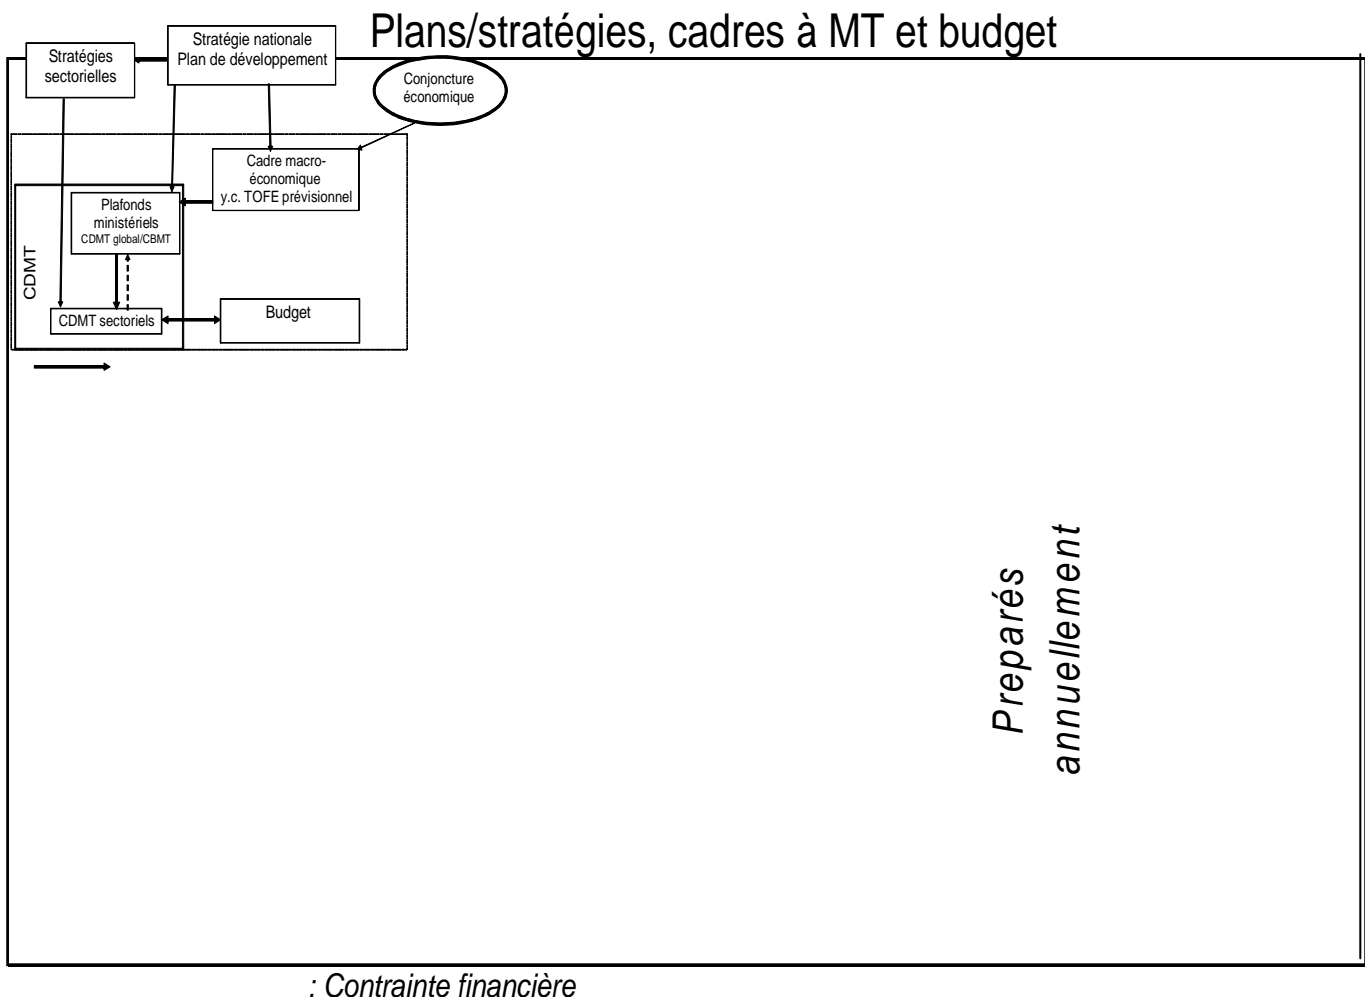 Plans/stratégies, cadres à MT et budget
Stratégies
sectorielles
Stratégie nationale
Plan de développement
Conjoncture
économique
Cadre macro-
économique
y.c. TOFE prévisionnel
Plafonds
ministériels
CDMT global/CBMT
CDMT
CDMT sectoriels
Budget
Preparés
annuellement
: Contrainte financière